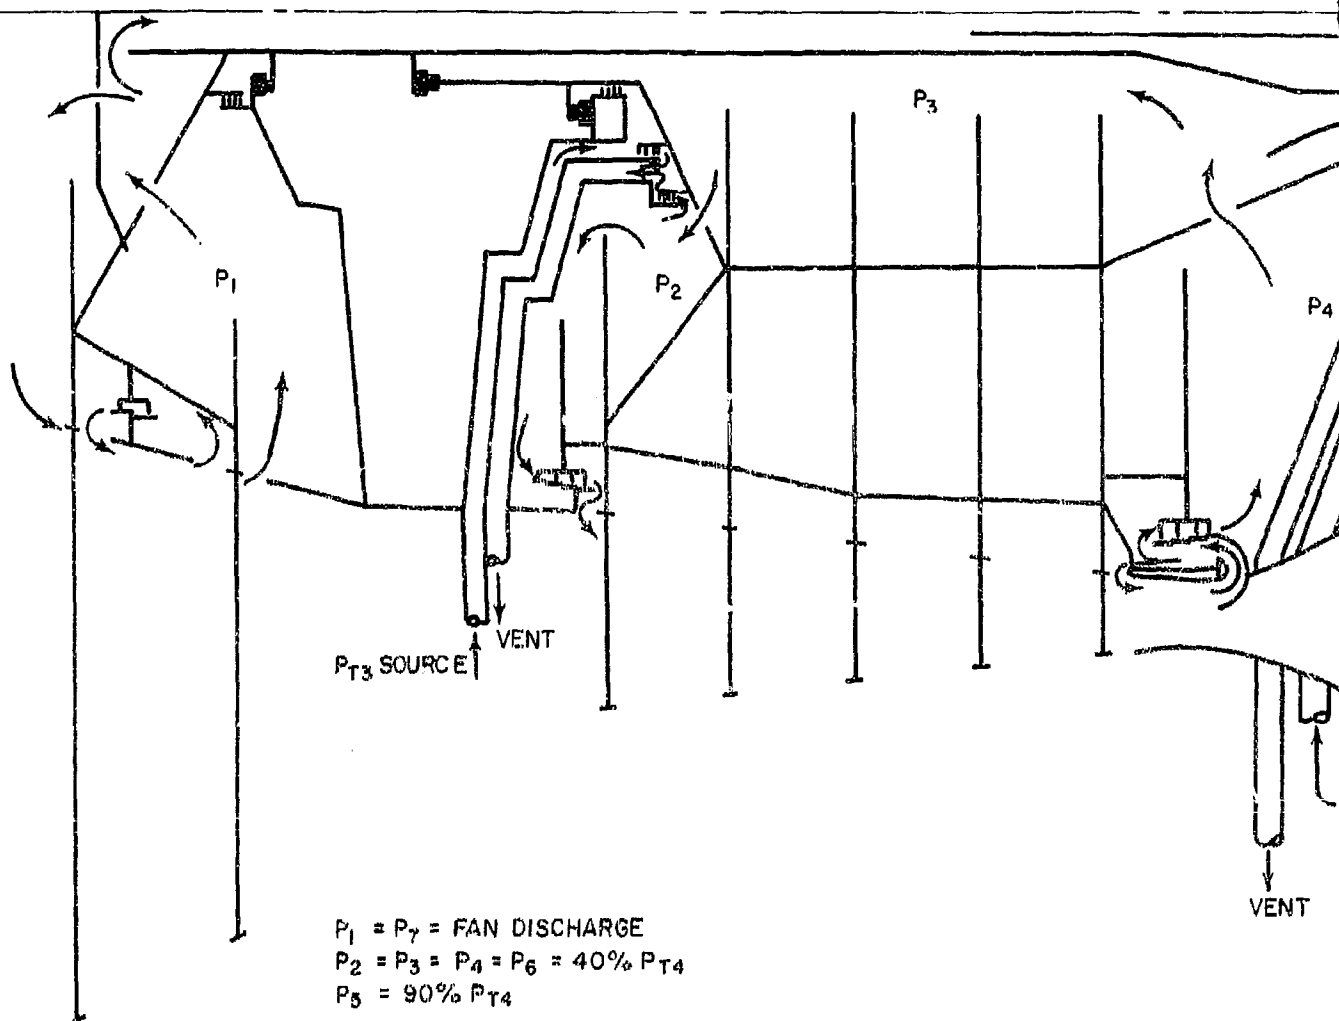 P3
P1
P2
P4
VENT
PT3 SOURCE
VENT
P1 = P7 = FAN DISCHARGE
P2 = P3 = P4 = P6 = 40% PT4
P5 = 90% PT4